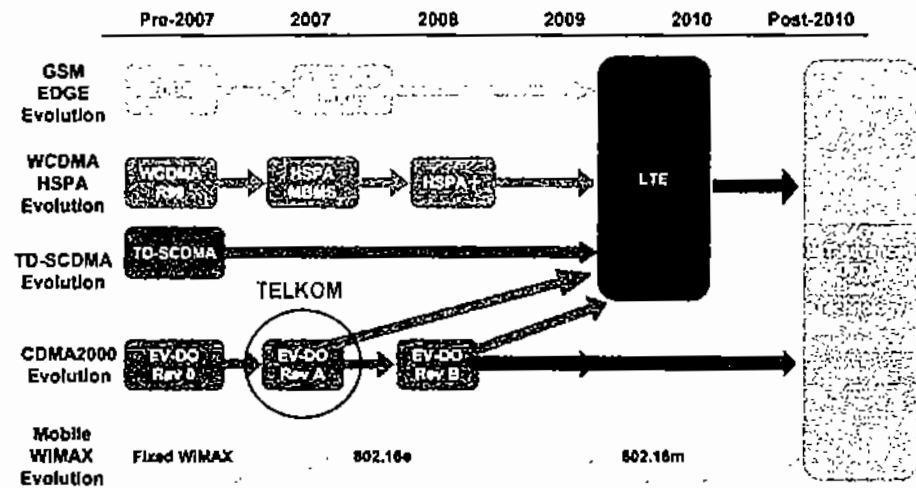 Pre-2007 2007 2008 2009 2010 Post-2010
GSM
EDGE
Evolution
WCDMA
HSPA
Evolution
WCDMA
HSPA
MBMS
HSPA+
LTE
TD-SCDMA
Evolution
TD-SCDMA
TELKOM
CDMA2000
Evolution
EV-DO
Rev 0
EV-DO
Rev A
EV-DO
Rev B
Mobile
WiMAX
Evolution
Fixed WiMAX 802.16e 802.16m